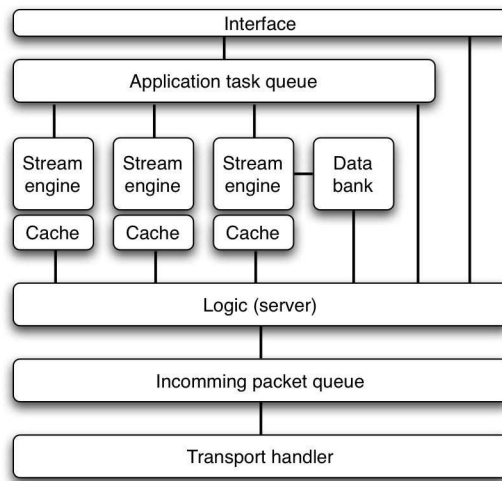 Interface
Application task queue
Stream
engine
Stream
engine
Stream
engine
Data
bank
Cache
Cache
Cache
Logic (server)
Incomming packet queue
Transport handler